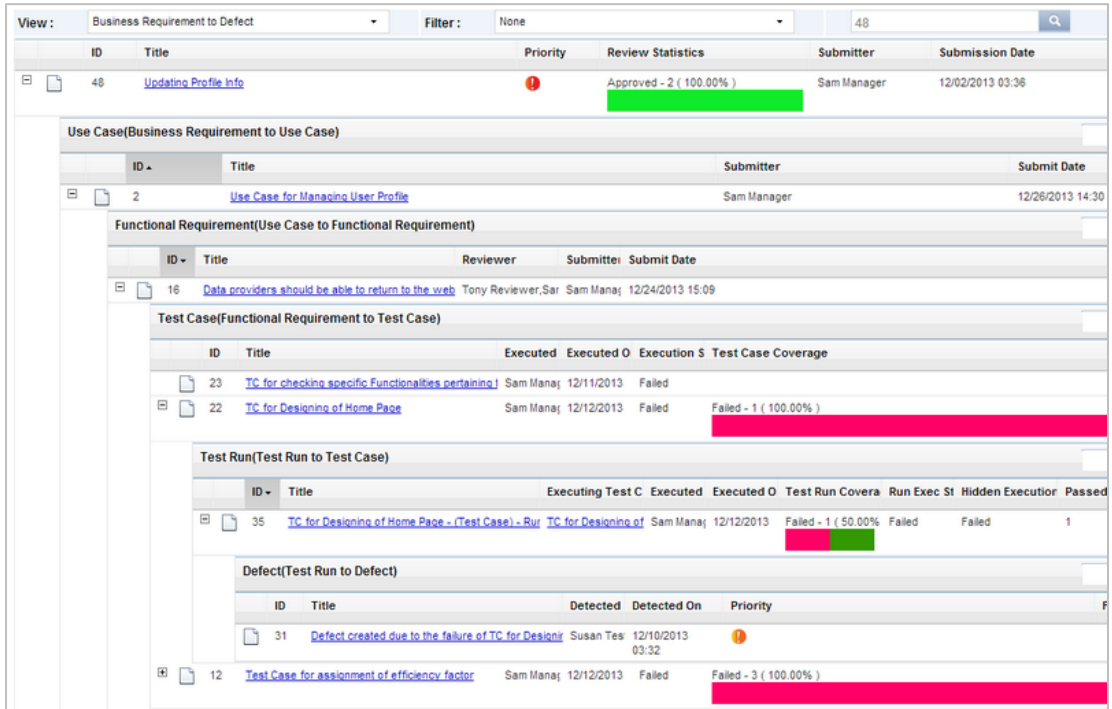 View : Business Requirement to Defect Filter : None 48
ID Title Priority Review Statistics Submitter Submission Date
48 Updating Profile Info Approved - 2 ( 100.00% ) Sam Manager 12/02/2013 03:36
Use Case(Business Requirement to Use Case)
ID Title Submitter Submit Date
2 Use Case for Managing User Profile Sam Manager 12/26/2013 14:30
Functional Requirement(Use Case to Functional Requirement)
ID Title Reviewer Submitter Submit Date
16 Data providers should be able to return to the web Tony Reviewer,Sar Sam Manag 12/24/2013 15:09
Test Case(Functional Requirement to Test Case)
ID Title Executed Executed O Execution S Test Case Coverage
23 TC for checking specific Functionalities pertaining f Sam Manag 12/11/2013 Failed
22 TC for Designing of Home Page Sam Manag 12/12/2013 Failed Failed - 1 ( 100.00% )
Test Run(Test Run to Test Case)
ID Title Executing Test C Executed Executed O Test Run Covera Run Exec St Hidden Execution Passed
35 TC for Designing of Home Page - (Test Case) - Run TC for Designing of Sam Manag 12/12/2013 Failed - 1 ( 50.00% Failed Failed 1
Defect(Test Run to Defect)
ID Title Detected Detected On Priority F
31 Defect created due to the failure of TC for Designin Susan Tes 12/10/2013
03:32
12 Test Case for assignment of efficiency factor Sam Manag 12/12/2013 Failed Failed - 3 ( 100.00% )